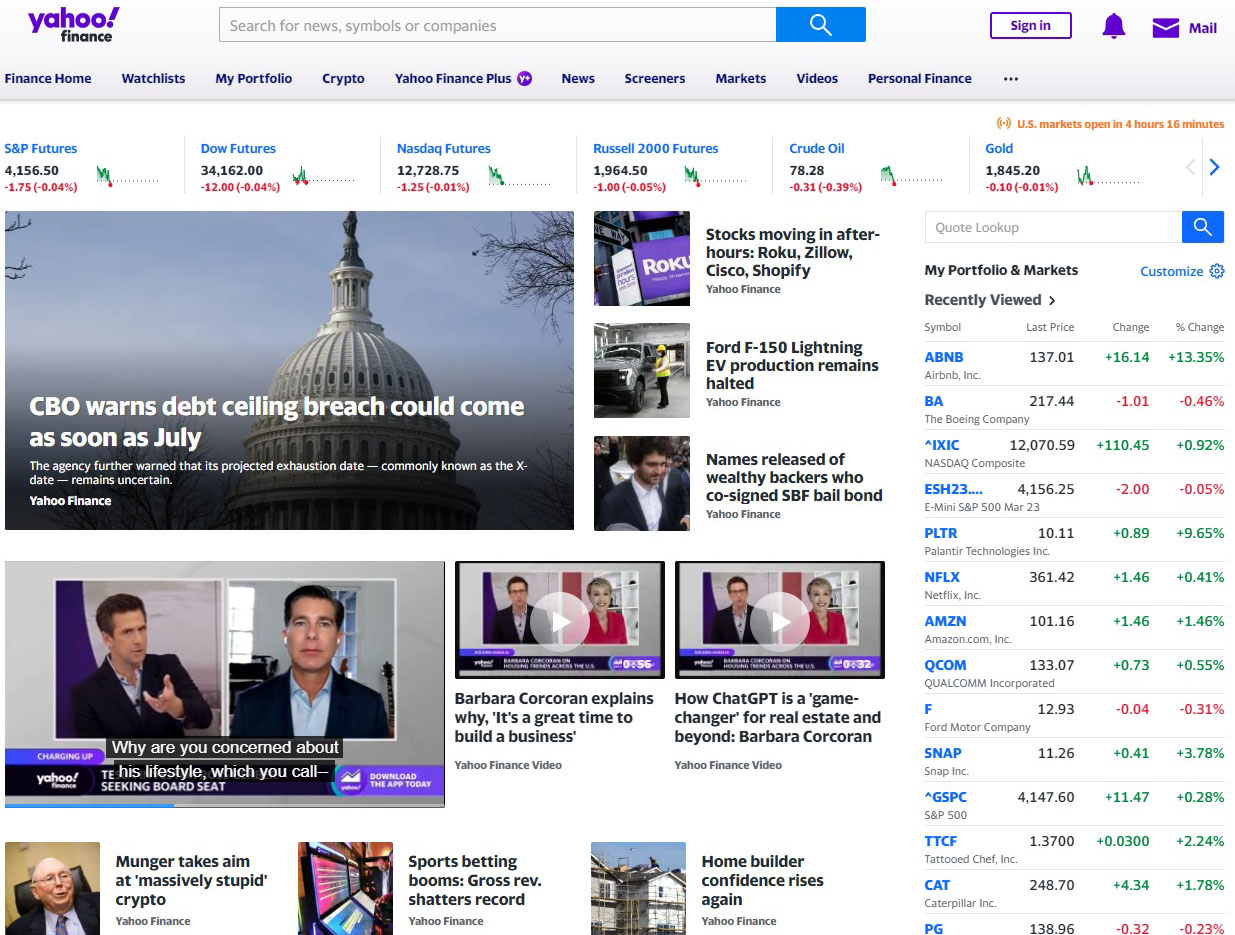 yahoo!
finance
Search for news, symbols or companies
Sign in
Mail
Finance Home
Watchlists
My Portfolio
Crypto
Yahoo Finance Plus
Y+
News
Screeners
Markets
Videos
Personal Finance
...
U.S. markets open in 4 hours 16 minutes
S&P Futures
4,156.50
-1.75 (-0.04%)
Dow Futures
34,162.00
-12.00 (-0.04%)
Nasdaq Futures
12,728.75
-1.25 (-0.01%)
Russell 2000 Futures
1,964.50
-1.00 (-0.05%)
Crude Oil
78.28
-0.31 (-0.39%)
Gold
1,845.20
-0.10 (-0.01%)
CBO warns debt ceiling breach could come
as soon as July
The agency further warned that its projected exhaustion date — commonly known as the X-
date — remains uncertain.
Yahoo Finance
ROKU
Stocks moving in after-
hours: Roku, Zillow,
Cisco, Shopify
Yahoo Finance
Ford F-150 Lightning
EV production remains
halted
Yahoo Finance
Names released of
wealthy backers who
co-signed SBF bail bond
Yahoo Finance
Why are you concerned about
his lifestyle, which you call—
CHARGING UP
yahoo!
finance
SEEKING BOARD SEAT
DOWNLOAD
THE APP TODAY
yahoo!
yahoo!
BARBARA CORCORAN ON
HOUSING TRENDS ACROSS THE U.S.
0:56
Barbara Corcoran explains
why, 'It's a great time to
build a business'
Yahoo Finance Video
yahoo!
BARBARA CORCORAN ON
HOUSING TRENDS ACROSS THE U.S.
0:32
How ChatGPT is a 'game-
changer' for real estate and
beyond: Barbara Corcoran
Yahoo Finance Video
Munger takes aim
at 'massively stupid'
crypto
Yahoo Finance
Sports betting
booms: Gross rev.
shatters record
Yahoo Finance
Home builder
confidence rises
again
Yahoo Finance
Quote Lookup
My Portfolio & Markets
Customize
Recently Viewed
Symbol Last Price Change % Change
ABNB 137.01 +16.14 +13.35%
Airbnb, Inc.
BA 217.44 -1.01 -0.46%
The Boeing Company
^IXIC 12,070.59 +110.45 +0.92%
NASDAQ Composite
ESH23.... 4,156.25 -2.00 -0.05%
E-Mini S&P 500 Mar 23
PLTR 10.11 +0.89 +9.65%
Palantir Technologies Inc.
NFLX 361.42 +1.46 +0.41%
Netflix, Inc.
AMZN 101.16 +1.46 +1.46%
Amazon.com, Inc.
QCOM 133.07 +0.73 +0.55%
QUALCOMM Incorporated
F 12.93 -0.04 -0.31%
Ford Motor Company
SNAP 11.26 +0.41 +3.78%
Snap Inc.
^GSPC 4,147.60 +11.47 +0.28%
S&P 500
TTCF 1.3700 +0.0300 +2.24%
Tattooed Chef, Inc.
CAT 248.70 +4.34 +1.78%
Caterpillar Inc.
PG 138.96 -0.32 -0.23%